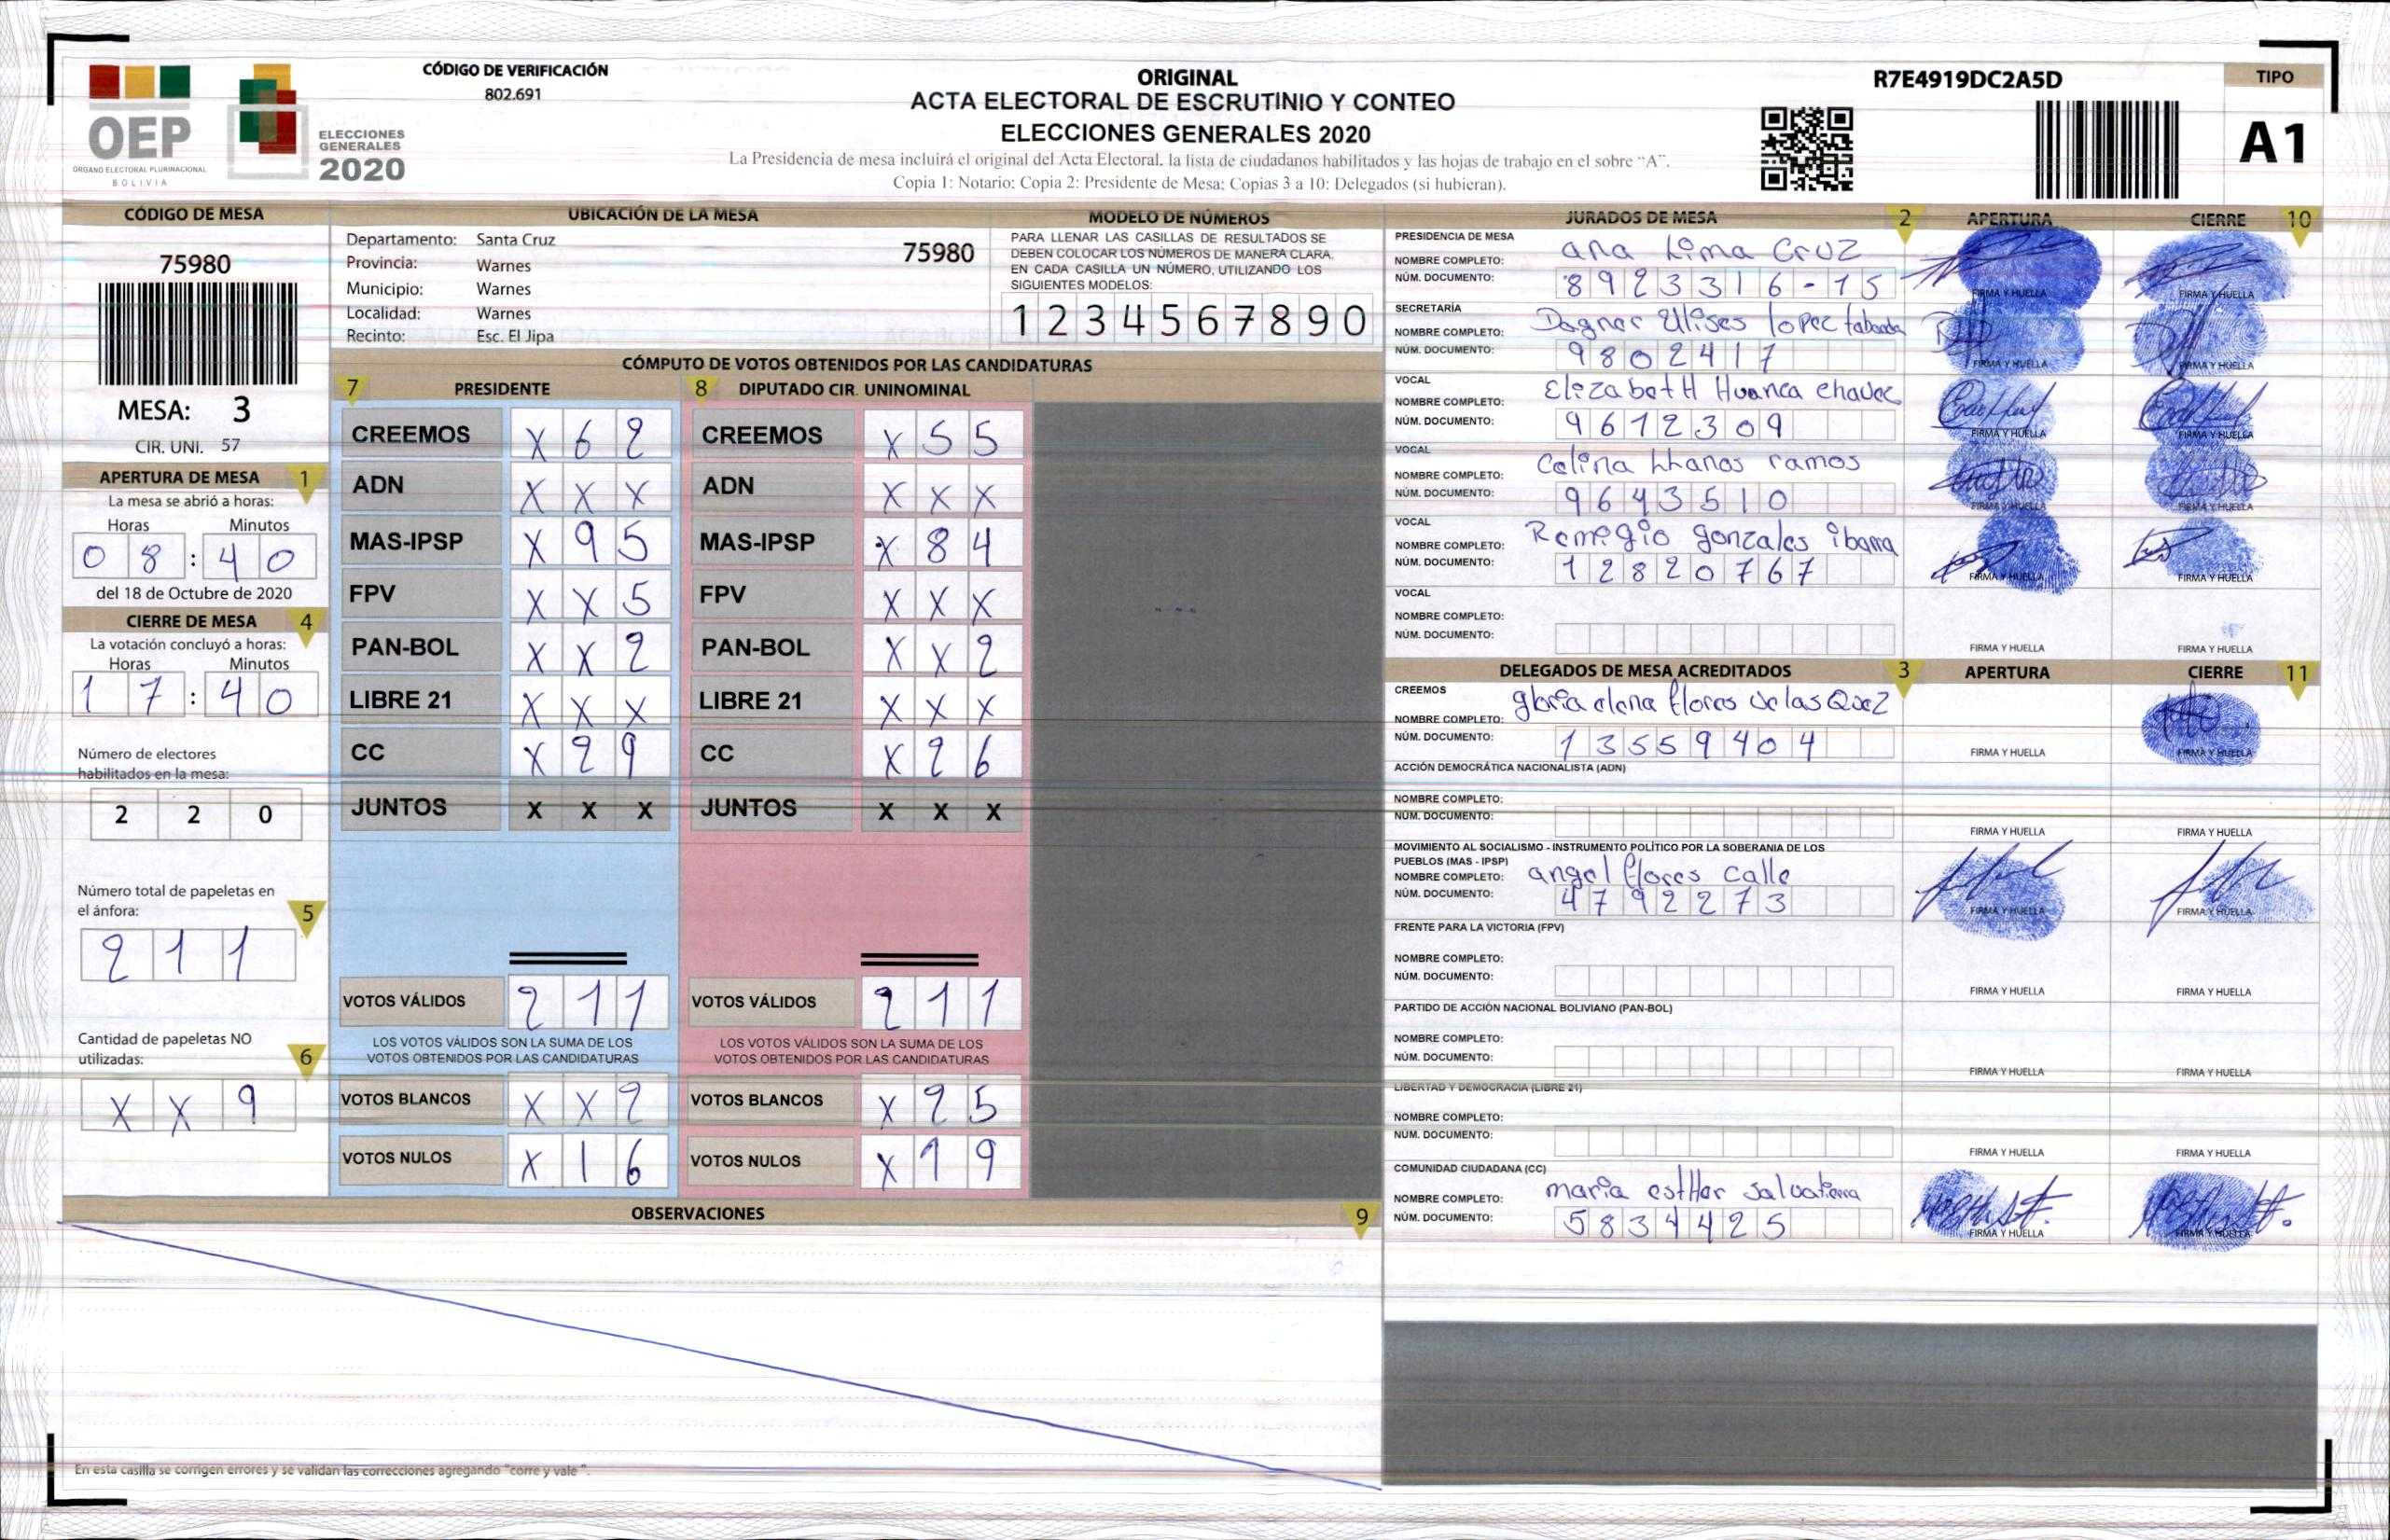 CÓDIGO DE VERIFICACIÓN
802.691
OEP
ÓRGANO ELECTORAL PLURINACIONAL
BOLIVIA
ELECCIONES
GENERALES
2020
ORIGINAL
ACTA ELECTORAL DE ESCRUTINIO Y CONTEO
ELECCIONES GENERALES 2020
La Presidencia de mesa incluirá el original del Acta Electoral, la lista de ciudadanos habilitados y las hojas de trabajo en el sobre "A".
Copia 1: Notario; Copia 2: Presidente de Mesa; Copias 3 a 10: Delegados (si hubieran).
R7E4919DC2A5D
TIPO
A1
CÓDIGO DE MESA
75980
MESA: 3
CIR. UNI. 57
APERTURA DE MESA 1
La mesa se abrió a horas:
Horas Minutos
0 8 : 4 0
del 18 de Octubre de 2020
CIERRE DE MESA 4
La votación concluyó a horas:
Horas Minutos
1 7 : 4 0
Número de electores
habilitados en la mesa:
2 2 0
Número total de papeletas en
el ánfora: 5
2 1 1
Cantidad de papeletas NO
utilizadas: 6
X X 9
UBICACIÓN DE LA MESA
Departamento: Santa Cruz
75980
Provincia: Warnes
Municipio: Warnes
Localidad: Warnes
Recinto: Esc. El Jipa
MODELO DE NÚMEROS
PARA LLENAR LAS CASILLAS DE RESULTADOS SE
DEBEN COLOCAR LOS NÚMEROS DE MANERA CLARA.
EN CADA CASILLA UN NÚMERO, UTILIZANDO LOS
SIGUIENTES MODELOS:
1 2 3 4 5 6 7 8 9 0
CÓMPUTO DE VOTOS OBTENIDOS POR LAS CANDIDATURAS
7 PRESIDENTE
CREEMOS X 6 2
ADN X X X
MAS-IPSP X 9 5
FPV X X 5
PAN-BOL X X 2
LIBRE 21 X X X
CC X 2 9
JUNTOS X X X
VOTOS VÁLIDOS 2 1 1
LOS VOTOS VÁLIDOS SON LA SUMA DE LOS
VOTOS OBTENIDOS POR LAS CANDIDATURAS
VOTOS BLANCOS X X 2
VOTOS NULOS X 1 6
8 DIPUTADO CIR. UNINOMINAL
CREEMOS X 5 5
ADN X X X
MAS-IPSP X 8 4
FPV X X X
PAN-BOL X X 2
LIBRE 21 X X X
CC X 2 6
JUNTOS X X X
VOTOS VÁLIDOS 2 1 1
LOS VOTOS VÁLIDOS SON LA SUMA DE LOS
VOTOS OBTENIDOS POR LAS CANDIDATURAS
VOTOS BLANCOS X 2 5
VOTOS NULOS X 1 9
OBSERVACIONES 9
En esta casilla se corrigen errores y se validan las correcciones agregando "corre y vale".
JURADOS DE MESA 2 APERTURA CIERRE 10
PRESIDENCIA DE MESA
NOMBRE COMPLETO: ana Lima Cruz
NÚM. DOCUMENTO: 8923316-15
FIRMA Y HUELLA FIRMA Y HUELLA
SECRETARÍA
NOMBRE COMPLETO: Dagner Ulises lopez taboada
NÚM. DOCUMENTO: 9802417
FIRMA Y HUELLA FIRMA Y HUELLA
VOCAL
NOMBRE COMPLETO: Elizabeth Huanca chavez
NÚM. DOCUMENTO: 9612309
FIRMA Y HUELLA FIRMA Y HUELLA
VOCAL
NOMBRE COMPLETO: Celina llanos ramos
NÚM. DOCUMENTO: 9643510
FIRMA Y HUELLA FIRMA Y HUELLA
VOCAL
NOMBRE COMPLETO: Remigio gonzales ibarra
NÚM. DOCUMENTO: 12820767
FIRMA Y HUELLA FIRMA Y HUELLA
VOCAL
NOMBRE COMPLETO:
NÚM. DOCUMENTO:
FIRMA Y HUELLA FIRMA Y HUELLA
DELEGADOS DE MESA ACREDITADOS 3 APERTURA CIERRE 11
CREEMOS
NOMBRE COMPLETO: gloria elena flores
NÚM. DOCUMENTO: 13559404
FIRMA Y HUELLA FIRMA Y HUELLA
ACCIÓN DEMOCRÁTICA NACIONALISTA (ADN)
NOMBRE COMPLETO:
NÚM. DOCUMENTO:
FIRMA Y HUELLA FIRMA Y HUELLA
MOVIMIENTO AL SOCIALISMO - INSTRUMENTO POLÍTICO POR LA SOBERANIA DE LOS
PUEBLOS (MAS - IPSP)
NOMBRE COMPLETO: angel flores calle
NÚM. DOCUMENTO: 4792273
FIRMA Y HUELLA FIRMA Y HUELLA
FRENTE PARA LA VICTORIA (FPV)
NOMBRE COMPLETO:
NÚM. DOCUMENTO:
FIRMA Y HUELLA FIRMA Y HUELLA
PARTIDO DE ACCIÓN NACIONAL BOLIVIANO (PAN-BOL)
NOMBRE COMPLETO:
NÚM. DOCUMENTO:
FIRMA Y HUELLA FIRMA Y HUELLA
LIBERTAD Y DEMOCRACIA (LIBRE 21)
NOMBRE COMPLETO:
NÚM. DOCUMENTO:
FIRMA Y HUELLA FIRMA Y HUELLA
COMUNIDAD CIUDADANA (CC)
NOMBRE COMPLETO: maria esther salvatierra
NÚM. DOCUMENTO: 5834425
FIRMA Y HUELLA FIRMA Y HUELLA